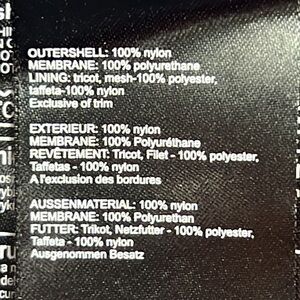 OUTERSHELL: 100% nylon
MEMBRANE: 100% polyurethane
LINING: tricot, mesh-100% polyester,
taffeta-100% nylon
Exclusive of trim
EXTERIEUR: 100% nylon
MEMBRANE: 100% Polyuréthane
REVÊTEMENT: Tricot, Filet - 100% polyester,
Taffetas - 100% nylon
A l'exclusion des bordures
AUSSENMATERIAL: 100% nylon
MEMBRANE: 100% Polyurethan
FUTTER: Trikot, Netzfutter - 100% polyester,
Taffeta - 100% nylon
Ausgenommen Besatz